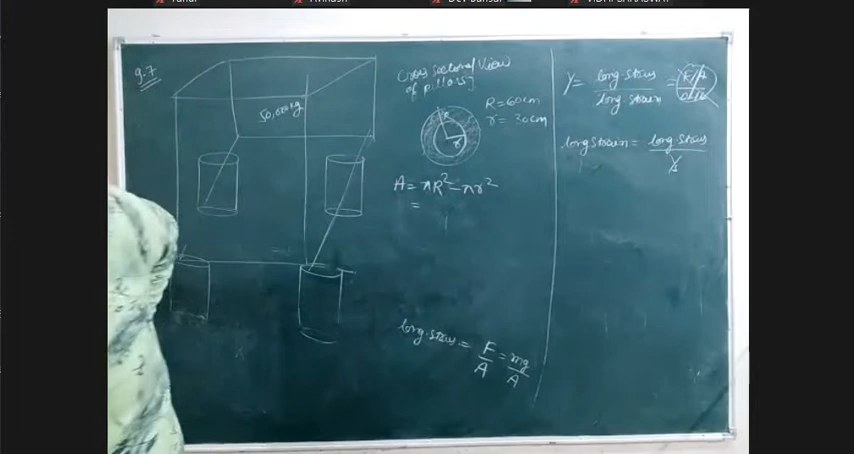 9.7
50,000kg
Cross sectional View
of pillars]
R
r
R=60cm
r = 30cm
A = πR²-πr²
=
long.stress = F/A = mg/A
Y = long.stress/long.strain =
long strain = long.stress/Y